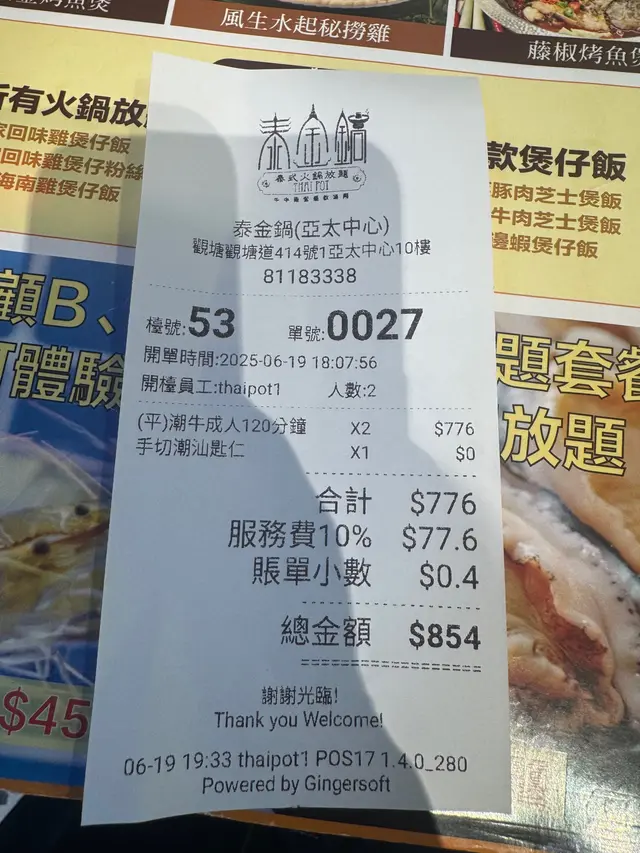 風生水起秘撈雞
藤椒烤魚煲
有火鍋放
回味雞煲仔飯
回味雞煲仔粉絲
海南雞煲仔飯
款煲仔飯
豚肉芝士煲飯
牛肉芝士煲飯
蝦煲仔飯
顧B、
體驗
$45
題套餐
放題
泰金鍋
泰式火鍋放題
THAI POT
泰金鍋(亞太中心)
觀塘觀塘道414號1亞太中心10樓
81183338
檯號:53 單號:0027
開單時間:2025-06-19 18:07:56
開檯員工:thaipot1 人數:2
(平)潮牛成人120分鐘 X2 $776
手切潮汕匙仁 X1 $0
合計 $776
服務費10% $77.6
賬單小數 $0.4
總金額 $854
謝謝光臨!
Thank you Welcome!
06-19 19:33 thaipot1 POS17 1.4.0_280
Powered by Gingersoft